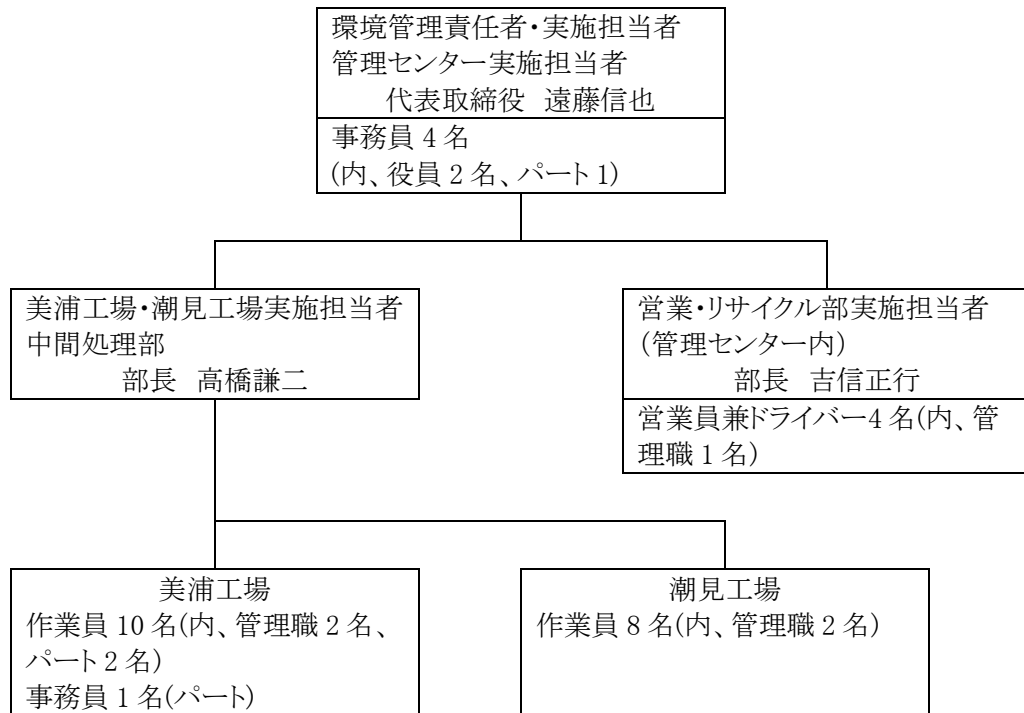 環境管理責任者・実施担当者
管理センター実施担当者
代表取締役 遠藤信也
事務員 4 名
(内、役員 2 名、パート 1)
美浦工場・潮見工場実施担当者
中間処理部
部長 高橋謙二
営業・リサイクル部実施担当者
(管理センター内)
部長 吉信正行
営業員兼ドライバー4 名(内、管
理職 1 名)
美浦工場
作業員 10 名(内、管理職 2 名、
パート 2 名)
事務員 1 名(パート)
潮見工場
作業員 8 名(内、管理職 2 名)